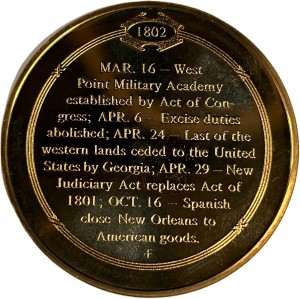 1802
MAR. 16 – West
Point Military Academy
established by Act of Con-
gress; APR. 6 – Excise duties
abolished; APR. 24 – Last of the
western lands ceded to the United
States by Georgia; APR. 29 – New
Judiciary Act replaces Act of
1801; OCT. 16 – Spanish
close New Orleans to
American goods.